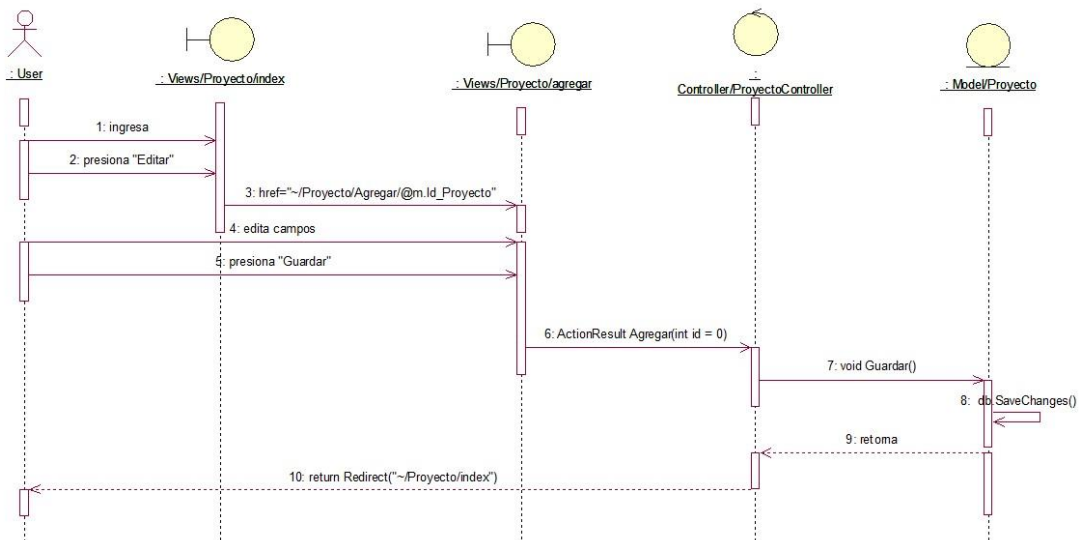 : User
: Views/Proyecto/index
: Views/Proyecto/agregar
:
Controller/ProyectoController
: Model/Proyecto
1: ingresa
2: presiona "Editar"
3: href="~/Proyecto/Agregar/@m.Id_Proyecto"
4: edita campos
5: presiona "Guardar"
6: ActionResult Agregar(int id = 0)
7: void Guardar()
8: db.SaveChanges()
9: retorna
10: return Redirect("~/Proyecto/index")